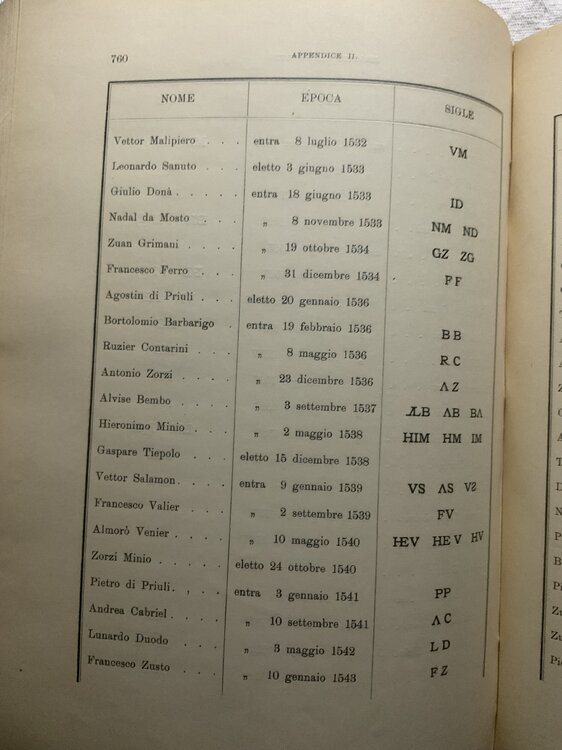 760 APPENDICE II.
NOME EPOCA SIGLE
Vettor Malipiero . . . entra 8 luglio 1532 VM
Leonardo Sanuto . . . eletto 3 giugno 1533
Giulio Donà . . . . . entra 18 giugno 1533 ID
Nadal da Mosto . . . „ 8 novembre 1533 NM ND
Zuan Grimani . . . . „ 19 ottobre 1534 GZ ZG
Francesco Ferro . . . „ 31 dicembre 1534 FF
Agostin di Priuli . . . eletto 20 gennaio 1536
Bortolomio Barbarigo . entra 19 febbraio 1536 BB
Ruzier Contarini . . . „ 8 maggio 1536 RC
Antonio Zorzi . . . . „ 23 dicembre 1536 ΛZ
Alvise Bembo . . . . „ 3 settembre 1537 ALB ΛB BΛ
Hieronimo Minio . . . „ 2 maggio 1538 HIM HM IM
Gaspare Tiepolo . . . eletto 15 dicembre 1538
Vettor Salamon . . . . entra 9 gennaio 1539 VS ΛS VS
Francesco Valier . . . „ 2 settembre 1539 FV
Almorò Venier . . . . „ 10 maggio 1540 HEV HEV HV
Zorzi Minio . . . . . eletto 24 ottobre 1540
Pietro di Priuli . . . . entra 3 gennaio 1541 PP
Andrea Cabriel . . . . „ 10 settembre 1541 ΛC
Lunardo Duodo . . . . „ 3 maggio 1542 LD
Francesco Zusto . . . „ 10 gennaio 1543 FZ